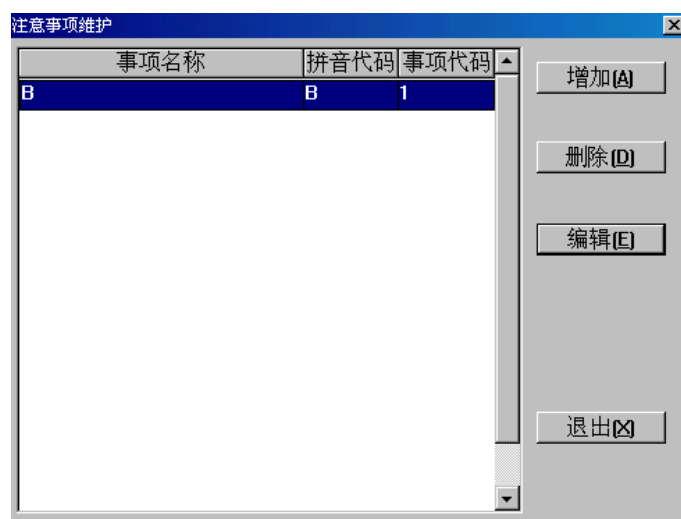 注意事项维护
事项名称 拼音代码 事项代码
B B 1
增加(A)
删除(D)
编辑(E)
退出(X)